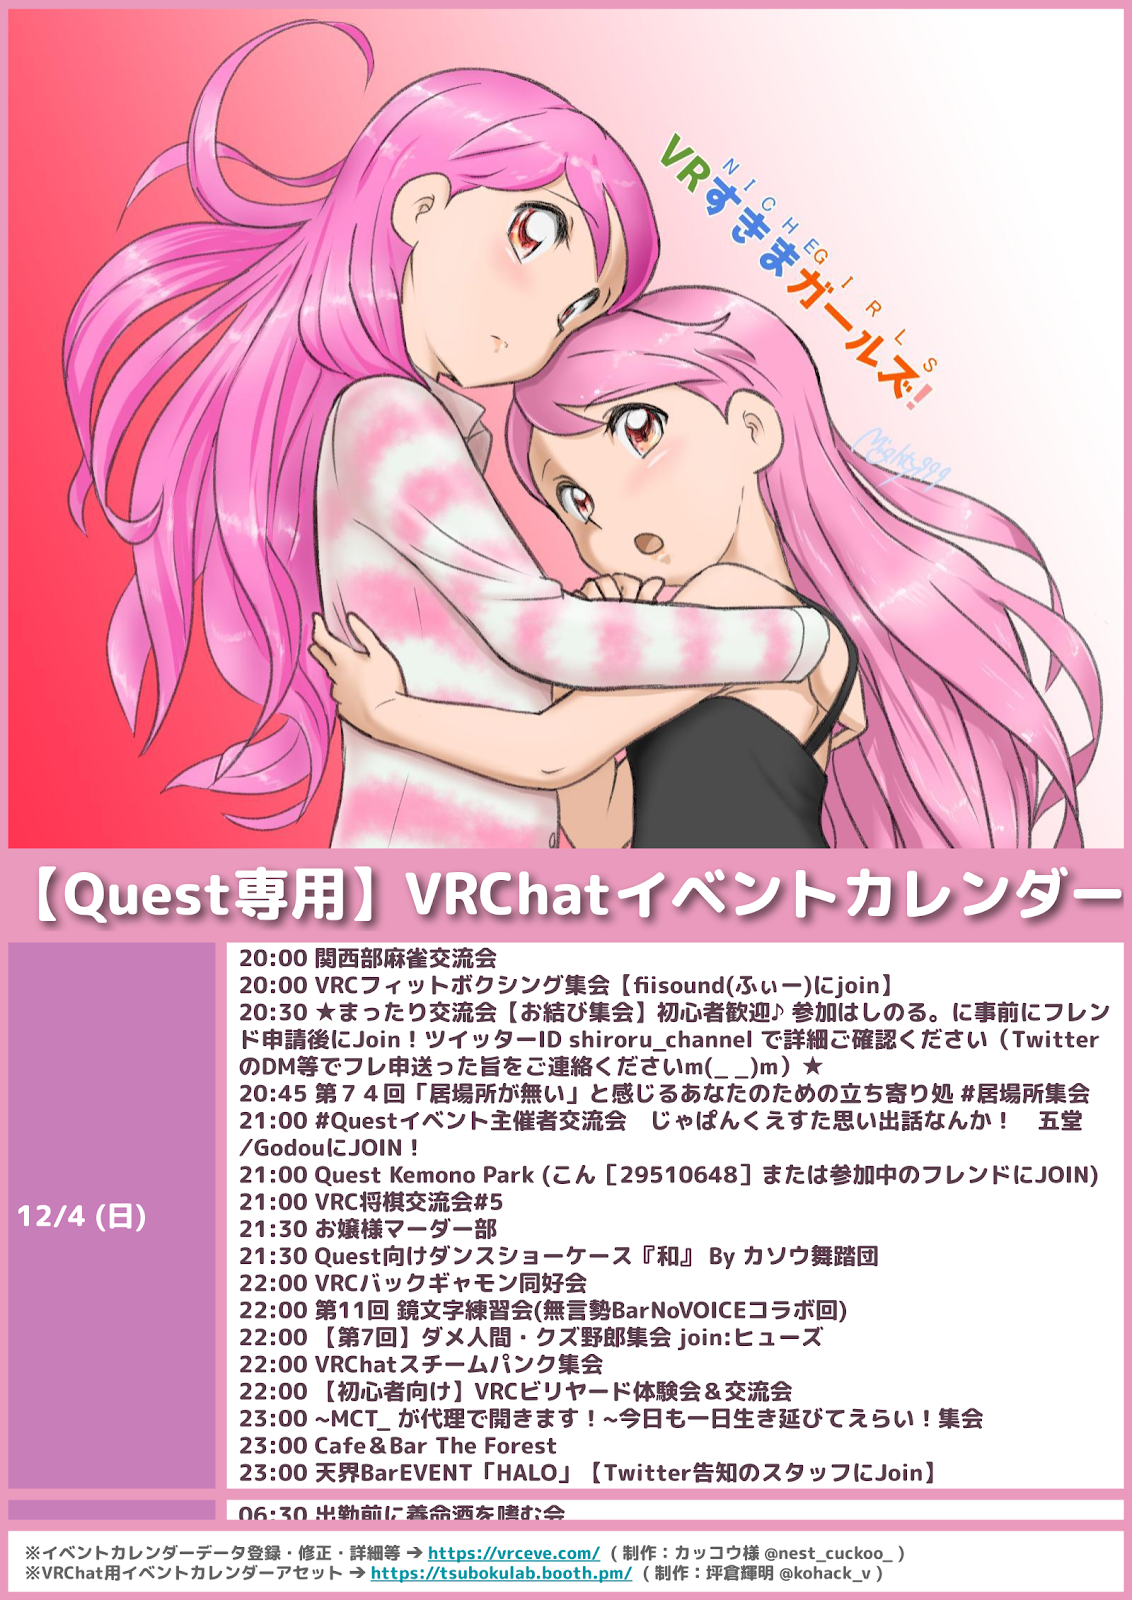 NICHEGIRLS
VRすきまガールズ!
Mighty999
【Quest専用】VRChatイベントカレンダー
12/4 (日)
20:00 関西部麻雀交流会
20:00 VRCフィットボクシング集会【fiisound(ふぃー)にjoin】
20:30 ★まったり交流会【お結び集会】初心者歓迎♪ 参加はしのる。に事前にフレン
ド申請後にJoin！ツイッターID shiroru_channel で詳細ご確認ください（Twitter
のDM等でフレ申送った旨をご連絡くださいm(_ _)m）★
20:45 第７４回「居場所が無い」と感じるあなたのための立ち寄り処 #居場所集会
21:00 #Questイベント主催者交流会　じゃぱんくえすた思い出話なんか！　五堂
/GodouにJOIN！
21:00 Quest Kemono Park (こん［29510648］または参加中のフレンドにJOIN)
21:00 VRC将棋交流会#5
21:30 お嬢様マーダー部
21:30 Quest向けダンスショーケース『和』 By カソウ舞踏団
22:00 VRCバックギャモン同好会
22:00 第11回 鏡文字練習会(無言勢BarNoVOICEコラボ回)
22:00 【第7回】ダメ人間・クズ野郎集会 join:ヒューズ
22:00 VRChatスチームパンク集会
22:00 【初心者向け】VRCビリヤード体験会＆交流会
23:00 ~MCT_ が代理で開きます！~今日も一日生き延びてえらい！集会
23:00 Cafe＆Bar The Forest
23:00 天界BarEVENT「HALO」【Twitter告知のスタッフにJoin】
06:30 出勤前に養命酒を嗜む会
※イベントカレンダーデータ登録・修正・詳細等 ➔ https://vrceve.com/ ( 制作：カッコウ様 @nest_cuckoo_ )
※VRChat用イベントカレンダーアセット ➔ https://tsubokulab.booth.pm/ ( 制作：坪倉輝明 @kohack_v )